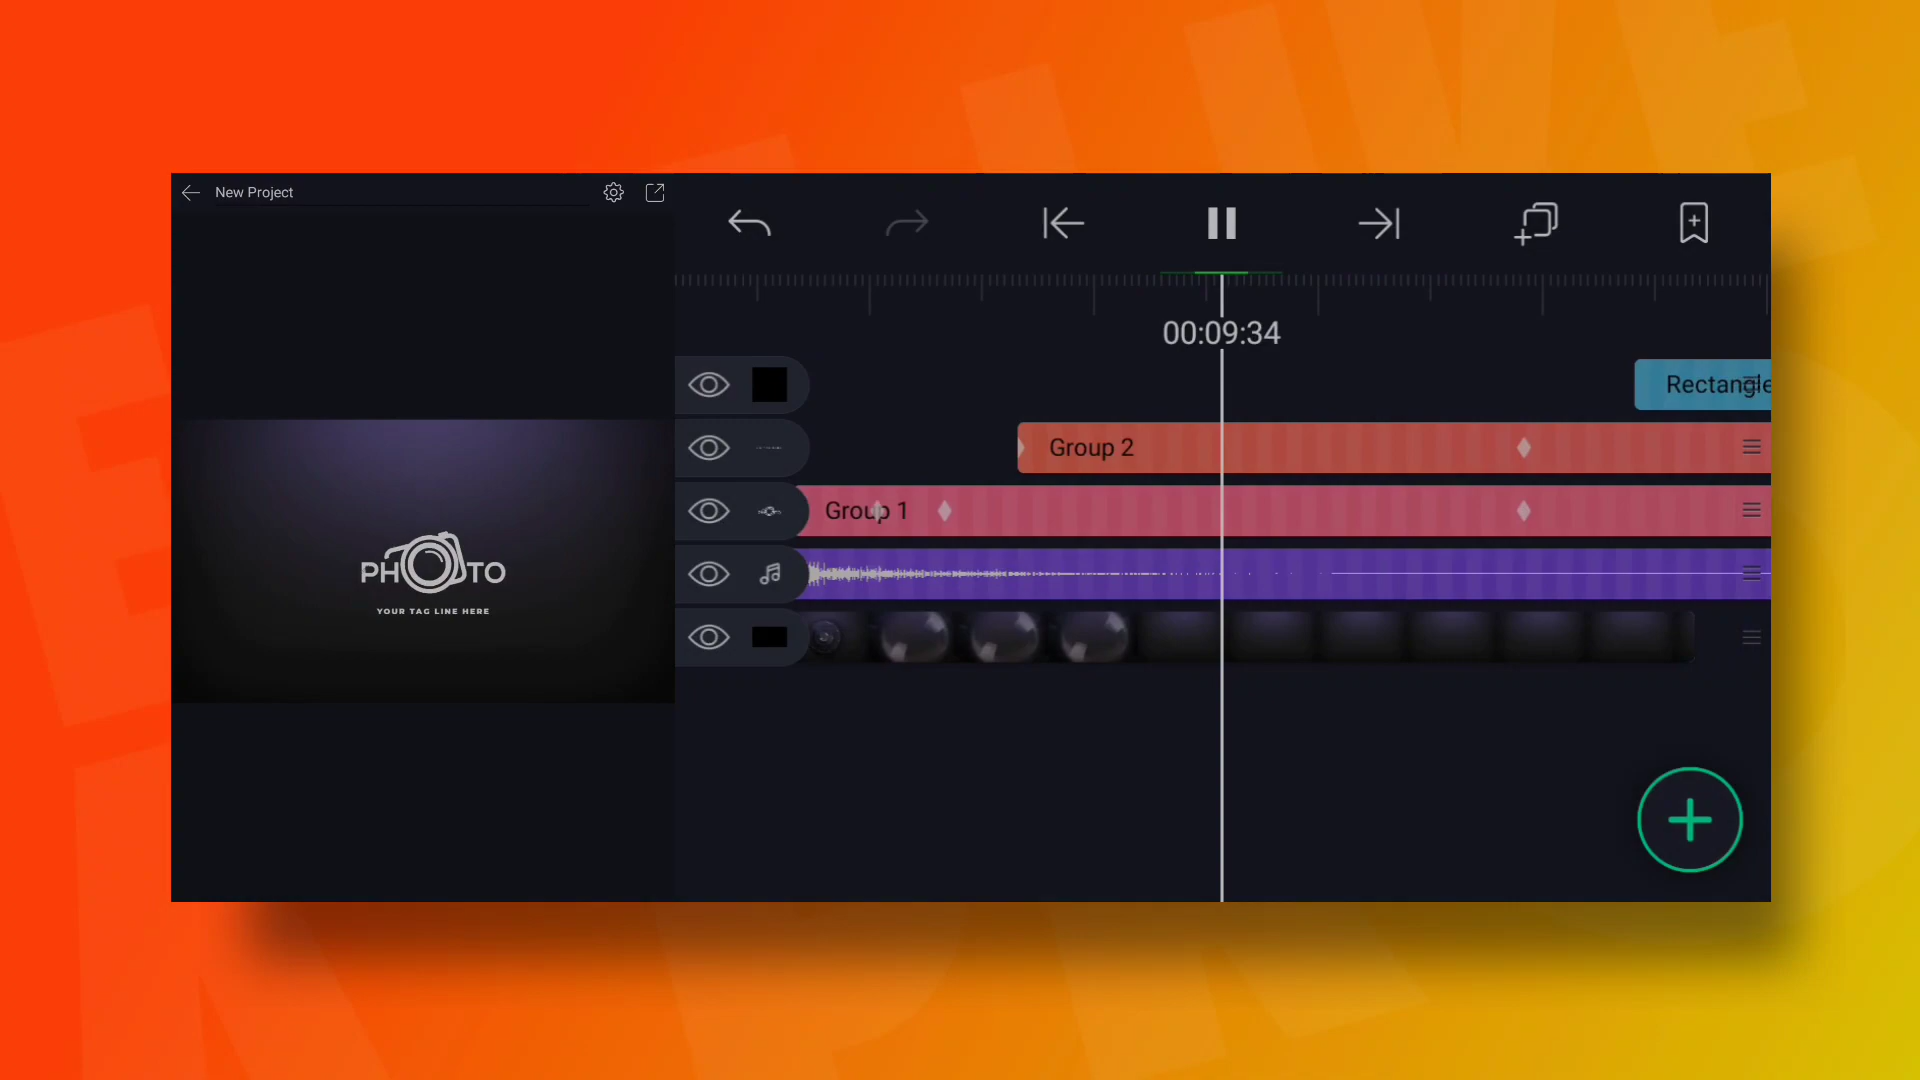 New Project
00:09:34
Rectangle
Group 2
Group 1
PHOTO
YOUR TAG LINE HERE